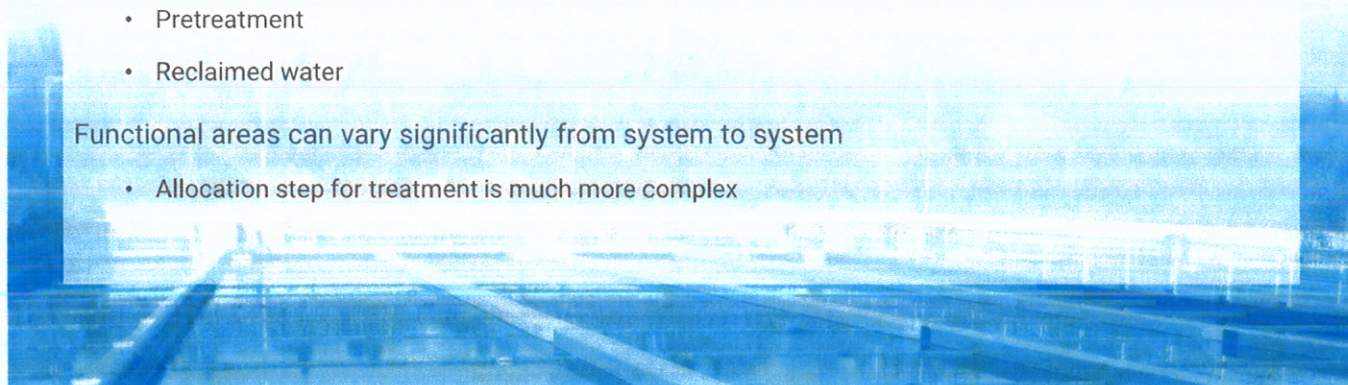 • Pretreatment
• Reclaimed water
Functional areas can vary significantly from system to system
• Allocation step for treatment is much more complex